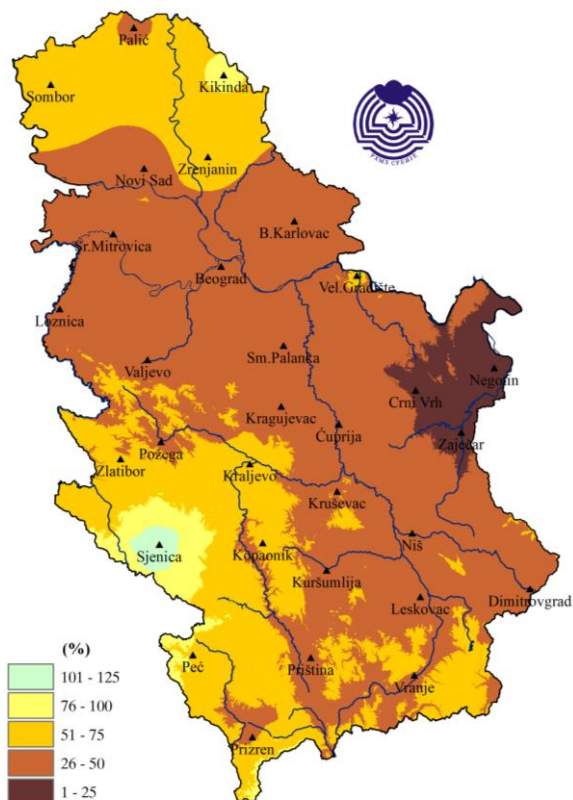 Palić
Kikinda
Sombor
Zrenjanin
Novi Sad
B.Karlovac
Sr.Mitrovica
Beograd
Vel.Gradište
Loznica
Sm.Palanka
Valjevo
Negotin
Crni Vrh
Kragujevac
Ćuprija
Zaječar
Požega
Zlatibor
Kraljevo
Kruševac
Niš
Sjenica
Kopaonik
Kuršumlija
Dimitrovgrad
Leskovac
(%)
Peć
Priština
101 - 125
Vranje
76 - 100
51 - 75
Prizren
26 - 50
1 - 25